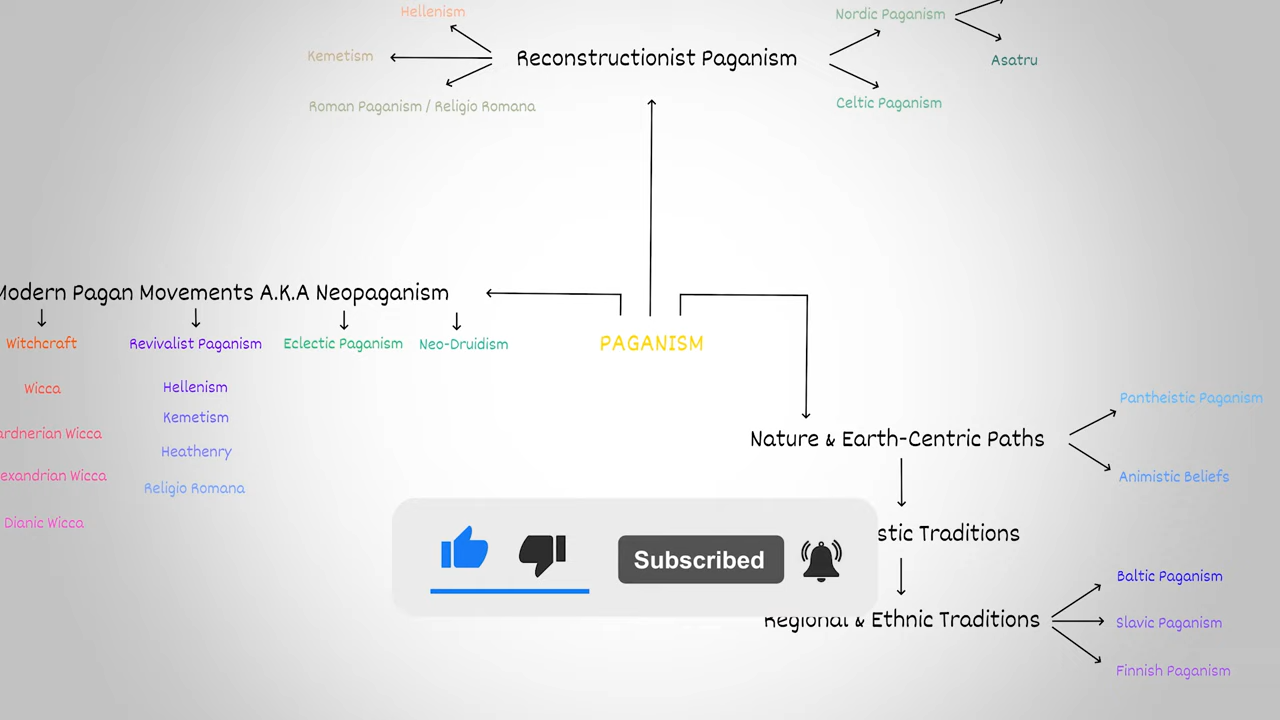 Hellenism
Nordic Paganism
Kemetism
Reconstructionist Paganism
Asatru
Roman Paganism / Religio Romana
Celtic Paganism
Modern Pagan Movements A.K.A Neopaganism
Witchcraft
Revivalist Paganism
Eclectic Paganism
Neo-Druidism
PAGANISM
Wicca
Hellenism
Kemetism
ardnerian Wicca
Heathenry
exandrian Wicca
Religio Romana
Dianic Wicca
Pantheistic Paganism
Nature & Earth-Centric Paths
Animistic Beliefs
stic Traditions
Subscribed
Baltic Paganism
Regional & Ethnic Traditions
Slavic Paganism
Finnish Paganism